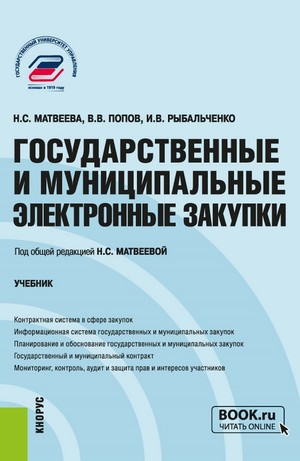 ГОСУДАРСТВЕННЫЙ УНИВЕРСИТЕТ УПРАВЛЕНИЯ
основан в 1919 году
Н.С. МАТВЕЕВА, В.В. ПОПОВ, И.В. РЫБАЛЬЧЕНКО
ГОСУДАРСТВЕННЫЕ
И МУНИЦИПАЛЬНЫЕ
ЭЛЕКТРОННЫЕ ЗАКУПКИ
Под общей редакцией Н.С. МАТВЕЕВОЙ
УЧЕБНИК
Контрактная система в сфере закупок
Информационная система государственных и муниципальных закупок
Планирование и обоснование государственных и муниципальных закупок
Государственный и муниципальный контракт
Мониторинг, контроль, аудит и защита прав и интересов участников
КНОРУС
BOOK.ru
ЧИТАТЬ ONLINE